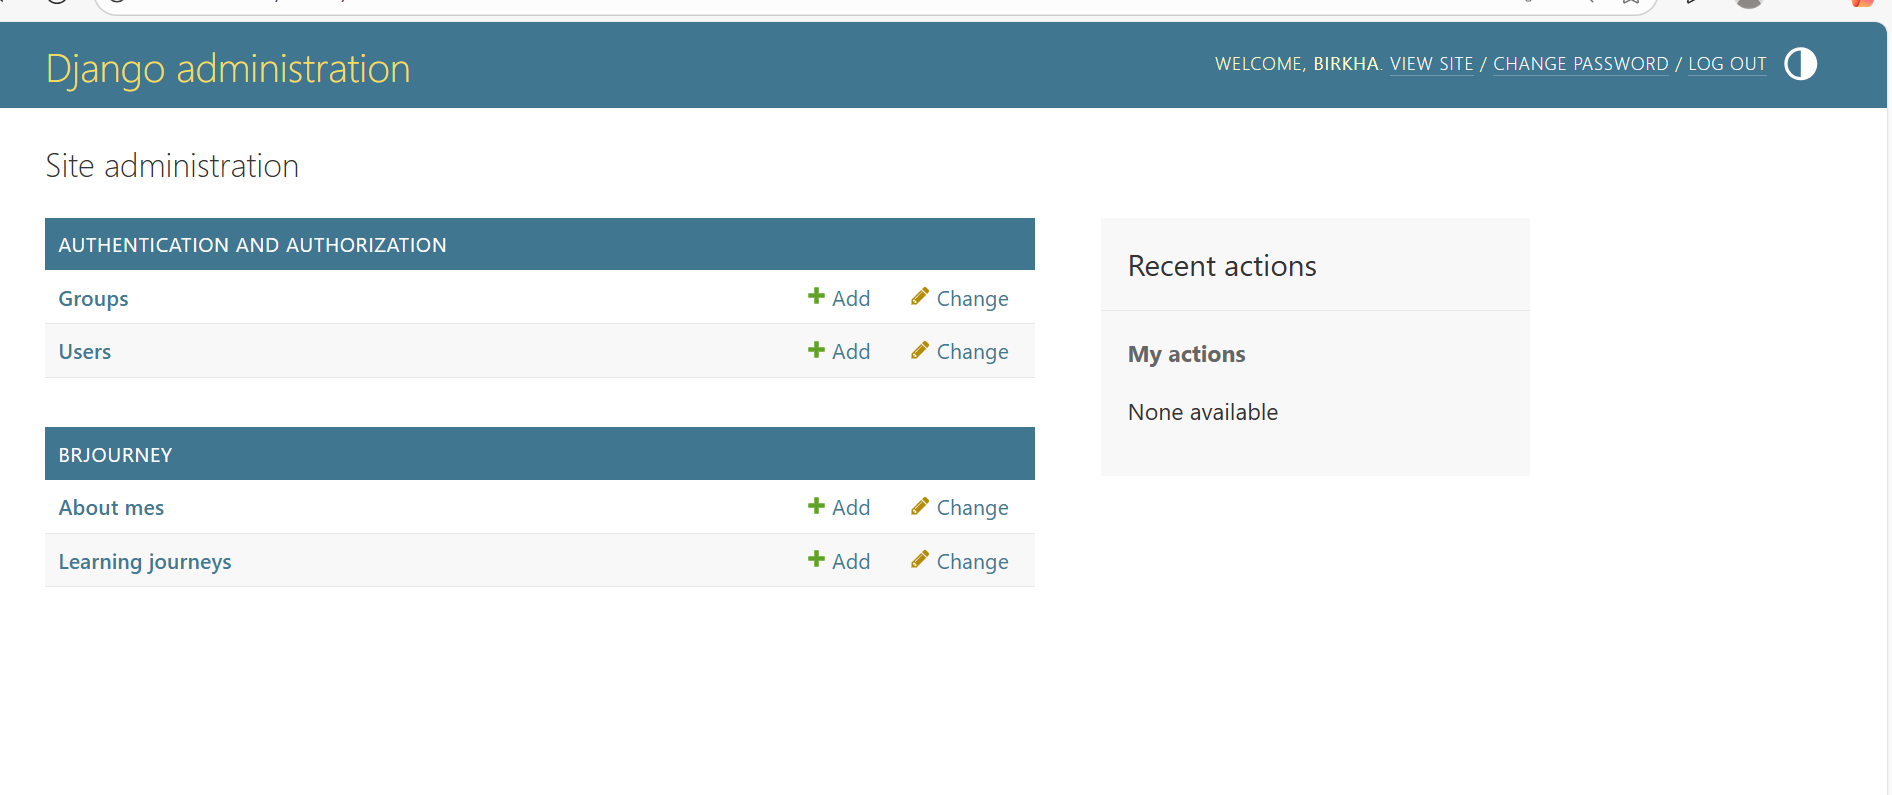 Django administration
WELCOME, BIRKHA. VIEW SITE / CHANGE PASSWORD / LOG OUT
Site administration
AUTHENTICATION AND AUTHORIZATION
Groups Add Change
Users Add Change
BRJOURNEY
About mes Add Change
Learning journeys Add Change
Recent actions
My actions
None available